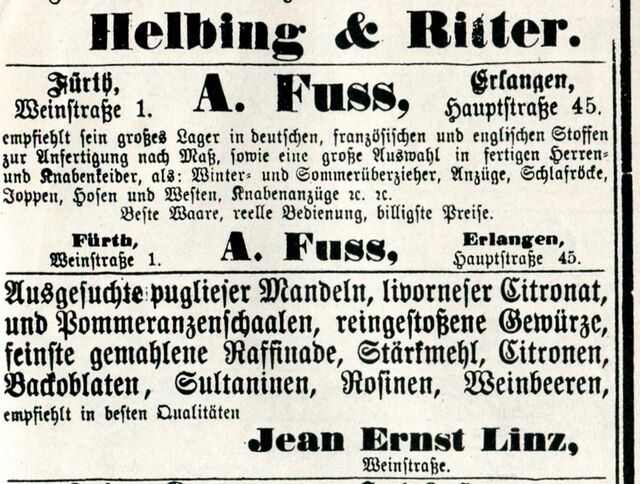 Helbing & Ritter.
Fürth, Weinstraße 1. A. Fuss, Erlangen, Hauptstraße 45.
empfiehlt sein großes Lager in deutschen, französischen und englischen Stoffen
zur Anfertigung nach Maß, sowie eine große Auswahl in fertigen Herren-
und Knabenkeider, als: Winter- und Sommerüberzieher, Anzüge, Schlafröcke,
Joppen, Hosen und Westen, Knabenanzüge ꝛc. ꝛc.
Beste Waare, reelle Bedienung, billigste Preise.
Fürth, Weinstraße 1. A. Fuss, Erlangen, Hauptstraße 45.
Ausgesuchte puglieser Mandeln, livorneser Citronat,
und Pommeranzenschaalen, reingestoßene Gewürze,
feinste gemahlene Raffinade, Stärkmehl, Citronen,
Backoblaten, Sultaninen, Rosinen, Weinbeeren,
empfiehlt in besten Qualitäten
Jean Ernst Linz,
Weinstraße.